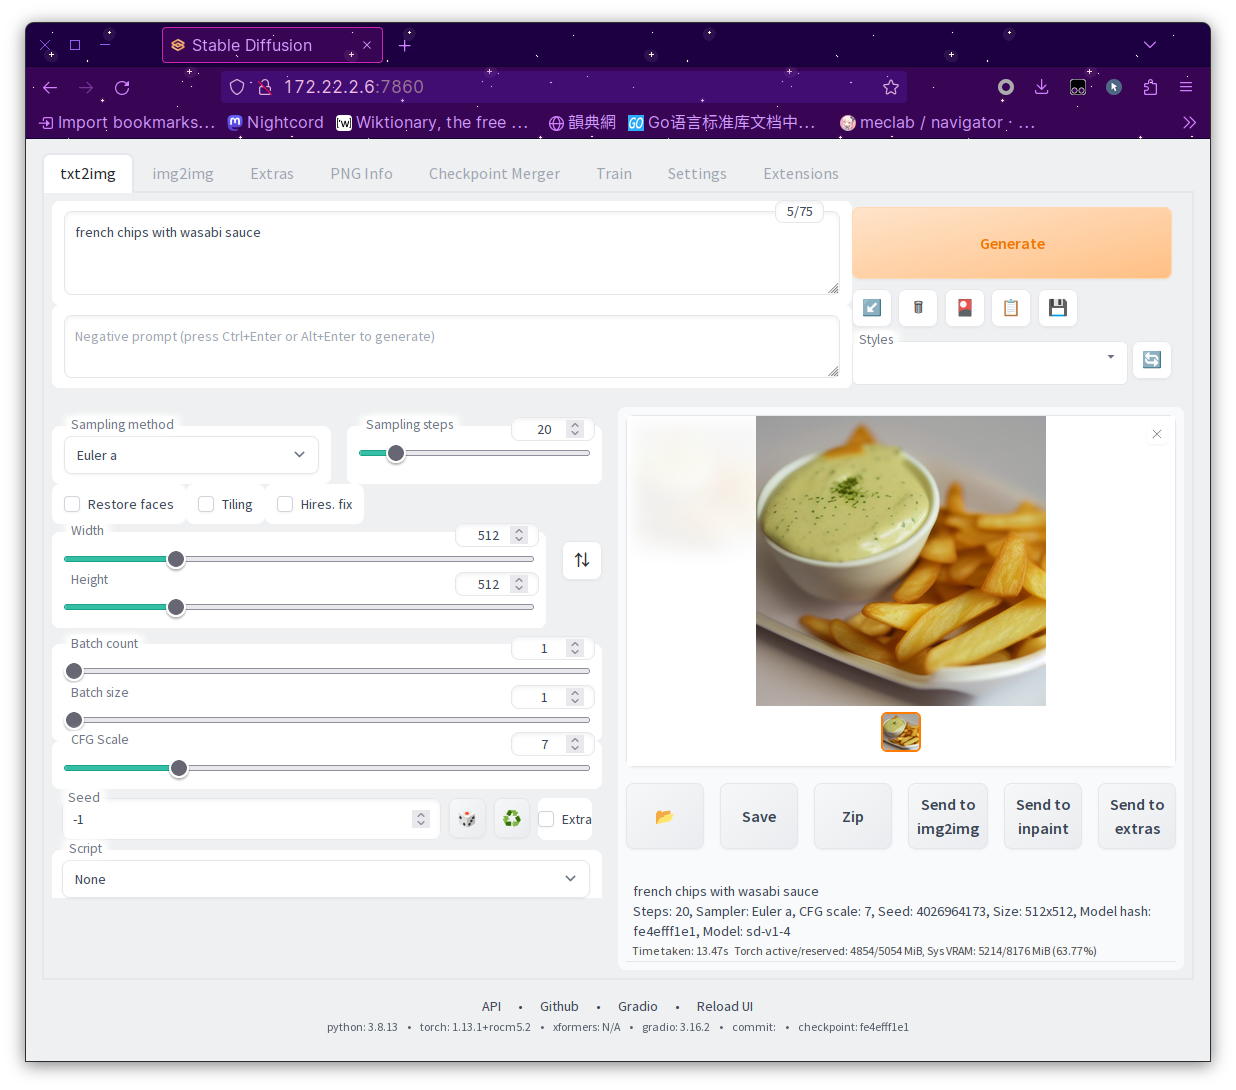 Stable Diffusion
172.22.2.6:7860
Import bookmarks... Nightcord Wiktionary, the free ... 韻典網 Go语言标准库文档中... meclab / navigator · ...
txt2img img2img Extras PNG Info Checkpoint Merger Train Settings Extensions
5/75
french chips with wasabi sauce
Generate
Negative prompt (press Ctrl+Enter or Alt+Enter to generate)
Styles
Sampling method
Euler a
Sampling steps
20
Restore faces Tiling Hires. fix
Width
512
Height
512
Batch count
1
Batch size
1
CFG Scale
7
Seed
-1
Extra
Script
None
Save Zip Send to img2img Send to inpaint Send to extras
french chips with wasabi sauce
Steps: 20, Sampler: Euler a, CFG scale: 7, Seed: 4026964173, Size: 512x512, Model hash:
fe4efff1e1, Model: sd-v1-4
Time taken: 13.47s Torch active/reserved: 4854/5054 MiB, Sys VRAM: 5214/8176 MiB (63.77%)
API • Github • Gradio • Reload UI
python: 3.8.13 • torch: 1.13.1+rocm5.2 • xformers: N/A • gradio: 3.16.2 • commit: • checkpoint: fe4efff1e1